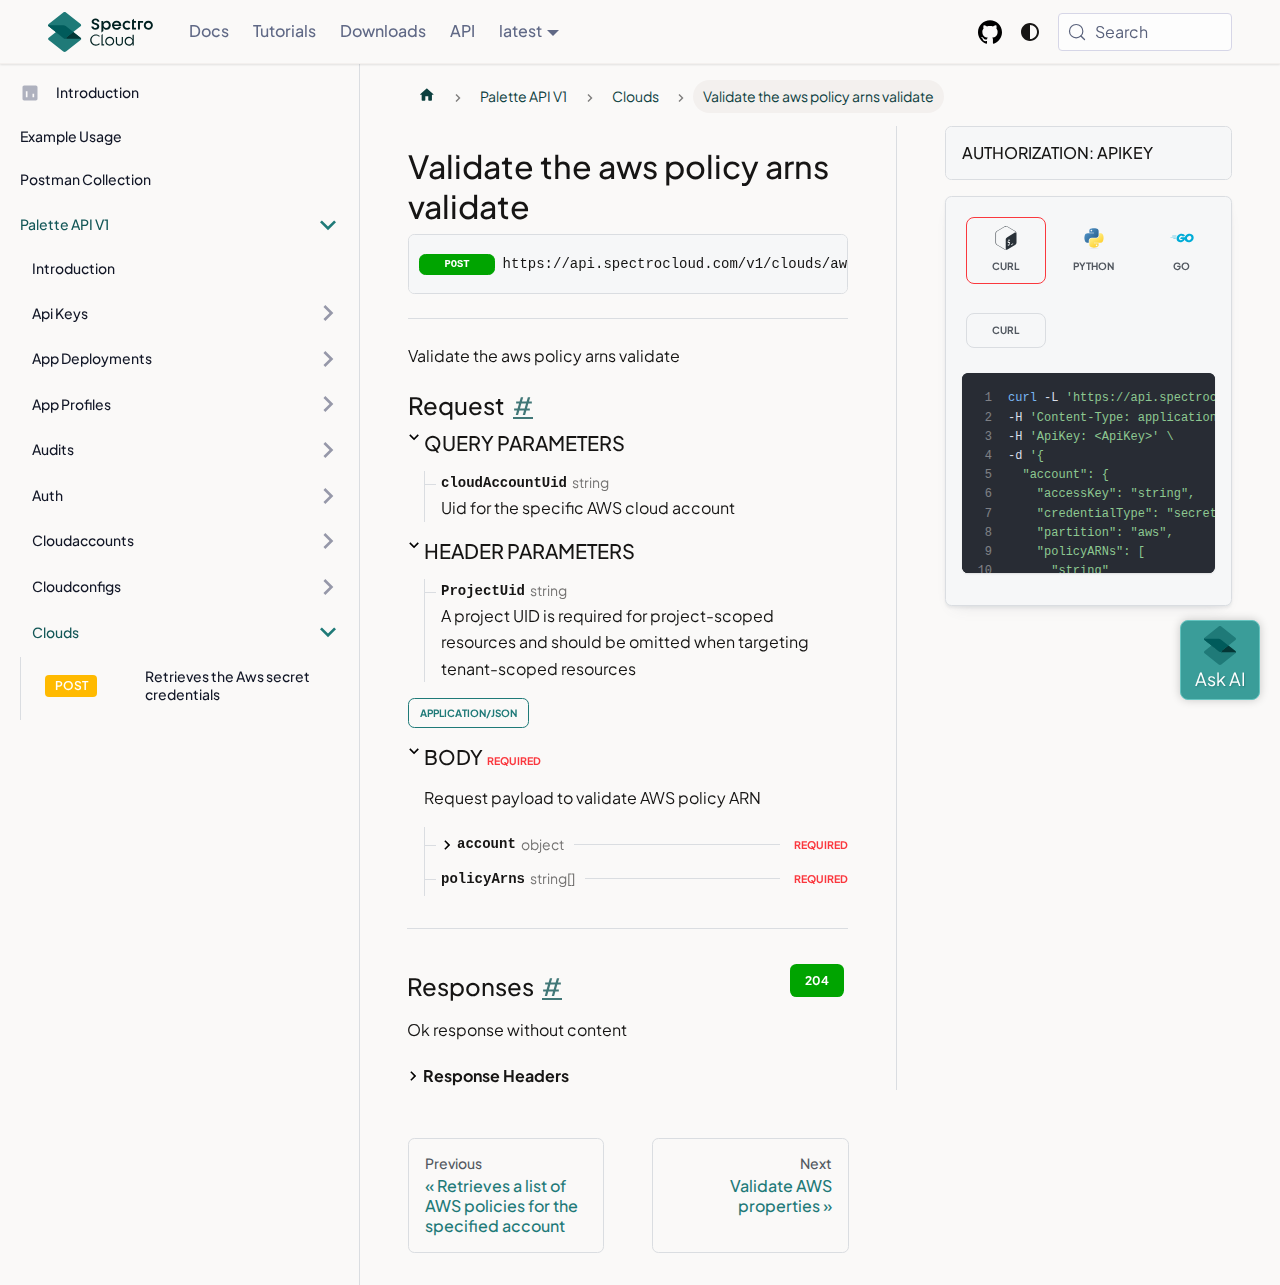 Spectro
Cloud
Docs
Tutorials
Downloads
API
latest
Search
Introduction
Example Usage
Postman Collection
Palette API V1
Introduction
Api Keys
App Deployments
App Profiles
Audits
Auth
Cloudaccounts
Cloudconfigs
Clouds
POST
Retrieves the Aws secret
credentials
Palette API V1
Clouds
Validate the aws policy arns validate
Validate the aws policy arns
validate
POST https://api.spectrocloud.com/v1/clouds/aw
Validate the aws policy arns validate
Request #
QUERY PARAMETERS
cloudAccountUid string
Uid for the specific AWS cloud account
HEADER PARAMETERS
ProjectUid string
A project UID is required for project-scoped
resources and should be omitted when targeting
tenant-scoped resources
APPLICATION/JSON
BODY REQUIRED
Request payload to validate AWS policy ARN
account object REQUIRED
policyArns string[] REQUIRED
Responses #
204
Ok response without content
Response Headers
Previous
« Retrieves a list of
AWS policies for the
specified account
Next
Validate AWS
properties »
AUTHORIZATION: APIKEY
CURL
PYTHON
GO
CURL
1 curl -L 'https://api.spectroc
2 -H 'Content-Type: application
3 -H 'ApiKey: <ApiKey>' \
4 -d '{
5 "account": {
6 "accessKey": "string",
7 "credentialType": "secret
8 "partition": "aws",
9 "policyARNs": [
10 "string"
Ask AI